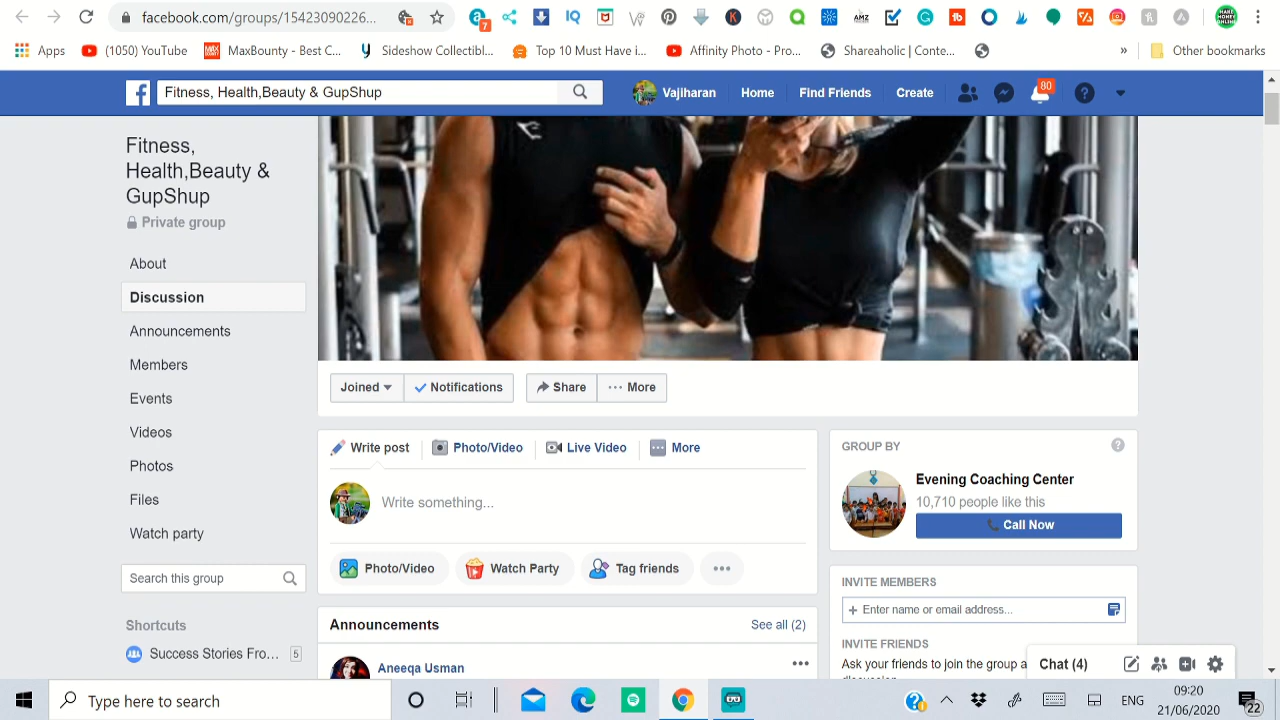 facebook.com/groups/15423090226...
7
Apps
(1050) YouTube
MaxBounty - Best C...
Sideshow Collectibl...
Top 10 Must Have i...
Affinity Photo - Pro...
Shareaholic | Conte...
»
Other bookmarks
Fitness, Health,Beauty & GupShup
Vajiharan
Home
Find Friends
Create
80
Fitness,
Health,Beauty &
GupShup
Private group
About
Discussion
Announcements
Members
Events
Videos
Photos
Files
Watch party
Search this group
Shortcuts
Success Stories Fro...
5
Joined
Notifications
Share
More
Write post
Photo/Video
Live Video
More
Write something...
Photo/Video
Watch Party
Tag friends
Announcements
See all (2)
Aneeqa Usman
GROUP BY
Evening Coaching Center
10,710 people like this
Call Now
INVITE MEMBERS
+ Enter name or email address...
INVITE FRIENDS
Ask your friends to join the group a
Chat (4)
Type here to search
ENG
09:20
21/06/2020
22